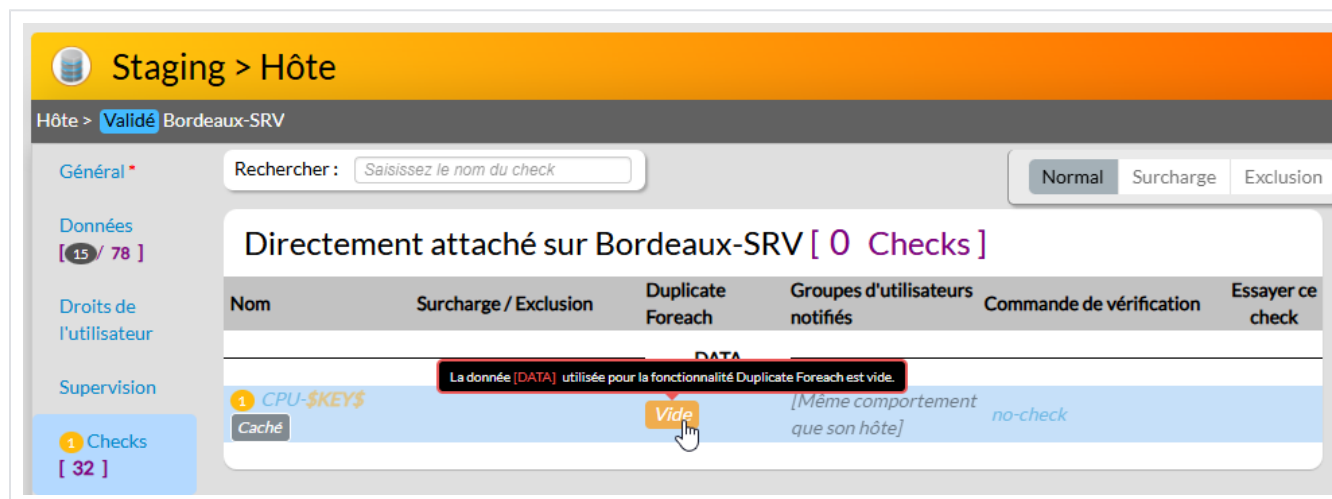 Staging > Hôte
Hôte > Validé Bordeaux-SRV
Général *
Rechercher : Saisissez le nom du check
Normal Surcharge Exclusion
Données
[ 15 / 78 ]
Directement attaché sur Bordeaux-SRV [ 0 Checks ]
Droits de
l'utilisateur
Nom Surcharge / Exclusion Duplicate Foreach Groupes d'utilisateurs notifiés Commande de vérification Essayer ce check
DATA
La donnée [DATA] utilisée pour la fonctionnalité Duplicate Foreach est vide.
Supervision
1 CPU-$KEY$
Caché
Vide
[Même comportement
que son hôte]
no-check
1 Checks
[ 32 ]